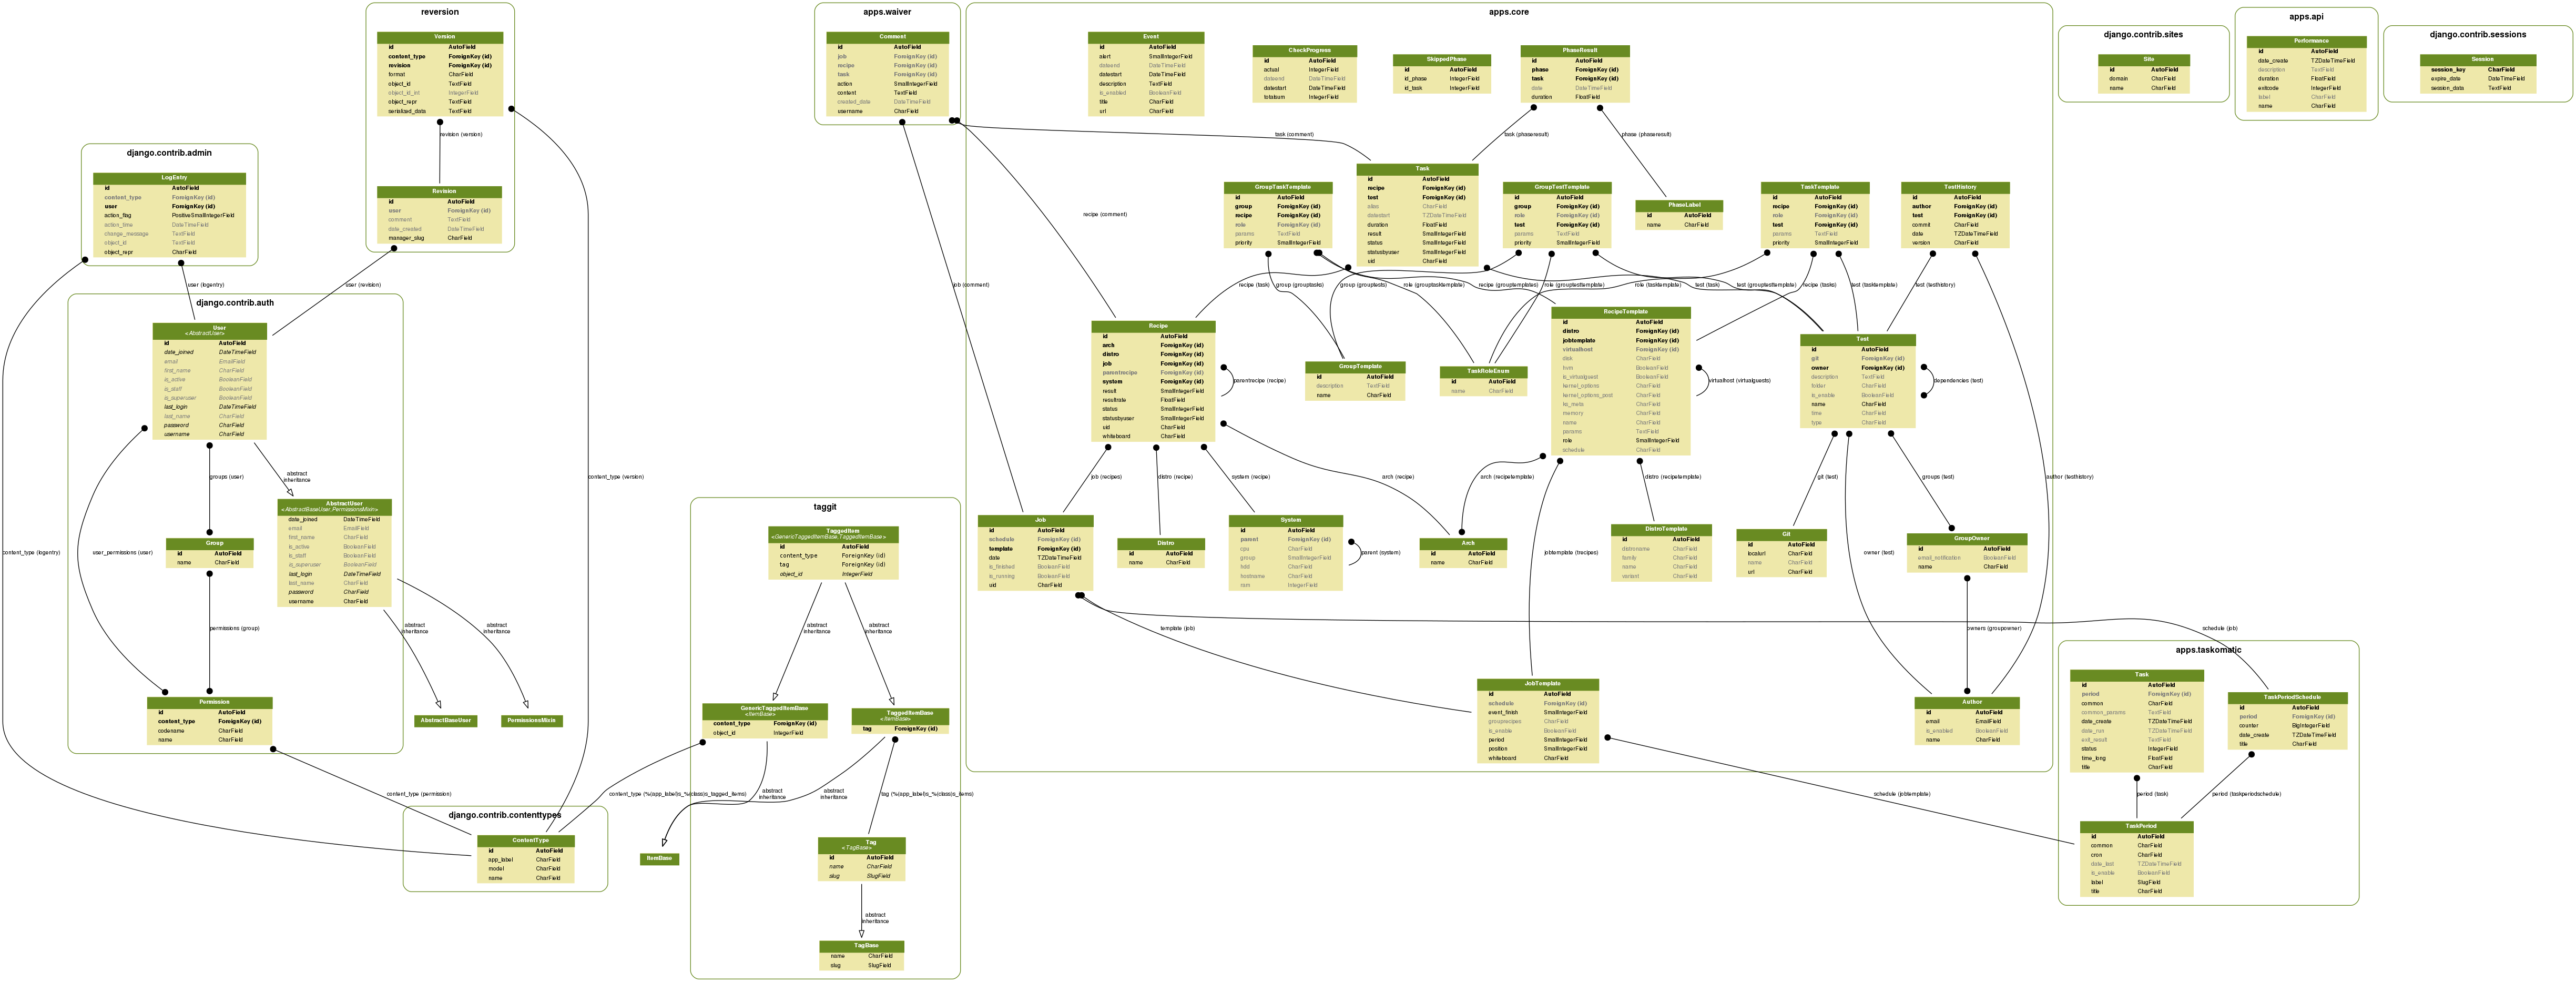 reversion
Version
id AutoField
content_type ForeignKey (id)
revision ForeignKey (id)
format CharField
object_id TextField
object_id_int IntegerField
object_repr TextField
serialized_data TextField
revision (version)
Revision
id AutoField
user ForeignKey (id)
comment TextField
date_created DateTimeField
manager_slug CharField
django.contrib.admin
LogEntry
id AutoField
content_type ForeignKey (id)
user ForeignKey (id)
action_flag PositiveSmallIntegerField
action_time DateTimeField
change_message TextField
object_id TextField
object_repr CharField
user (logentry)
user (revision)
content_type (logentry)
content_type (version)
django.contrib.auth
User
<AbstractUser>
id AutoField
date_joined DateTimeField
email EmailField
first_name CharField
is_active BooleanField
is_staff BooleanField
is_superuser BooleanField
last_login DateTimeField
last_name CharField
password CharField
username CharField
groups (user)
abstract
inheritance
AbstractUser
<AbstractBaseUser,PermissionsMixin>
date_joined DateTimeField
email EmailField
first_name CharField
is_active BooleanField
is_staff BooleanField
is_superuser BooleanField
last_login DateTimeField
last_name CharField
password CharField
username CharField
Group
id AutoField
name CharField
user_permissions (user)
permissions (group)
abstract
inheritance
abstract
inheritance
Permission
id AutoField
content_type ForeignKey (id)
codename CharField
name CharField
AbstractBaseUser
PermissionsMixin
content_type (permission)
django.contrib.contenttypes
ContentType
id AutoField
app_label CharField
model CharField
name CharField
taggit
TaggedItem
<GenericTaggedItemBase,TaggedItemBase>
id AutoField
content_type ForeignKey (id)
tag ForeignKey (id)
object_id IntegerField
abstract
inheritance
abstract
inheritance
GenericTaggedItemBase
<ItemBase>
content_type ForeignKey (id)
object_id IntegerField
TaggedItemBase
<ItemBase>
tag ForeignKey (id)
content_type (%(app_label)s_%(class)s_tagged_items)
abstract
inheritance
abstract
inheritance
tag (%(app_label)s_%(class)s_items)
ItemBase
Tag
<TagBase>
id AutoField
name CharField
slug SlugField
abstract
inheritance
TagBase
name CharField
slug SlugField
apps.waiver
Comment
id AutoField
job ForeignKey (id)
recipe ForeignKey (id)
task ForeignKey (id)
action SmallIntegerField
content TextField
created_date DateTimeField
username CharField
job (comment)
recipe (comment)
task (comment)
apps.core
Event
id AutoField
alert SmallIntegerField
dateend DateTimeField
datestart DateTimeField
description TextField
is_enabled BooleanField
title CharField
url CharField
CheckProgress
id AutoField
actual IntegerField
dateend DateTimeField
datestart DateTimeField
totalsum IntegerField
SkippedPhase
id AutoField
id_phase IntegerField
id_task IntegerField
PhaseResult
id AutoField
phase ForeignKey (id)
task ForeignKey (id)
date DateTimeField
duration FloatField
task (phaseresult)
phase (phaseresult)
GroupTaskTemplate
id AutoField
group ForeignKey (id)
recipe ForeignKey (id)
role ForeignKey (id)
params TextField
priority SmallIntegerField
Task
id AutoField
recipe ForeignKey (id)
test ForeignKey (id)
alias CharField
datestart TZDateTimeField
duration FloatField
result SmallIntegerField
status SmallIntegerField
statusbyuser SmallIntegerField
uid CharField
GroupTestTemplate
id AutoField
group ForeignKey (id)
role ForeignKey (id)
test ForeignKey (id)
params TextField
priority SmallIntegerField
PhaseLabel
id AutoField
name CharField
TaskTemplate
id AutoField
recipe ForeignKey (id)
role ForeignKey (id)
test ForeignKey (id)
params TextField
priority SmallIntegerField
TestHistory
id AutoField
author ForeignKey (id)
test ForeignKey (id)
commit CharField
date TZDateTimeField
version CharField
recipe (task)
group (grouptasks)
group (grouptests)
role (grouptasktemplate)
recipe (grouptemplates)
role (grouptesttemplate)
role (tasktemplate)
test (task)
test (grouptesttemplate)
recipe (tasks)
test (tasktemplate)
test (testhistory)
Recipe
id AutoField
arch ForeignKey (id)
distro ForeignKey (id)
job ForeignKey (id)
parentrecipe ForeignKey (id)
system ForeignKey (id)
result SmallIntegerField
resultrate FloatField
status SmallIntegerField
statusbyuser SmallIntegerField
uid CharField
whiteboard CharField
parentrecipe (recipe)
GroupTemplate
id AutoField
description TextField
name CharField
TaskRoleEnum
id AutoField
name CharField
RecipeTemplate
id AutoField
distro ForeignKey (id)
jobtemplate ForeignKey (id)
virtualhost ForeignKey (id)
disk CharField
hvm BooleanField
is_virtualguest BooleanField
kernel_options CharField
kernel_options_post CharField
ks_meta CharField
memory CharField
name CharField
params TextField
role SmallIntegerField
schedule CharField
virtualhost (virtualguests)
Test
id AutoField
git ForeignKey (id)
owner ForeignKey (id)
description TextField
folder CharField
is_enable BooleanField
name CharField
time CharField
type CharField
dependencies (test)
job (recipes)
distro (recipe)
system (recipe)
arch (recipe)
arch (recipetemplate)
distro (recipetemplate)
git (test)
groups (test)
author (testhistory)
Job
id AutoField
schedule ForeignKey (id)
template ForeignKey (id)
date TZDateTimeField
is_finished BooleanField
is_running BooleanField
uid CharField
Distro
id AutoField
name CharField
System
id AutoField
parent ForeignKey (id)
cpu CharField
group SmallIntegerField
hdd CharField
hostname CharField
ram IntegerField
parent (system)
Arch
id AutoField
name CharField
jobtemplate (trecipes)
DistroTemplate
id AutoField
distroname CharField
family CharField
name CharField
variant CharField
Git
id AutoField
localurl CharField
name CharField
url CharField
owner (test)
GroupOwner
id AutoField
email_notification BooleanField
name CharField
template (job)
owners (groupowner)
schedule (job)
JobTemplate
id AutoField
schedule ForeignKey (id)
event_finish SmallIntegerField
grouprecipes CharField
is_enable BooleanField
period SmallIntegerField
position SmallIntegerField
whiteboard CharField
Author
id AutoField
email EmailField
is_enabled BooleanField
name CharField
schedule (jobtemplate)
django.contrib.sites
Site
id AutoField
domain CharField
name CharField
apps.api
Performance
id AutoField
date_create TZDateTimeField
description TextField
duration FloatField
exitcode IntegerField
label CharField
name CharField
django.contrib.sessions
Session
session_key CharField
expire_date DateTimeField
session_data TextField
apps.taskomatic
Task
id AutoField
period ForeignKey (id)
common CharField
common_params TextField
date_create TZDateTimeField
date_run TZDateTimeField
exit_result TextField
status IntegerField
time_long FloatField
title CharField
TaskPeriodSchedule
id AutoField
period ForeignKey (id)
counter BigIntegerField
date_create TZDateTimeField
title CharField
period (task)
period (taskperiodschedule)
TaskPeriod
id AutoField
common CharField
cron CharField
date_last TZDateTimeField
is_enable BooleanField
label SlugField
title CharField